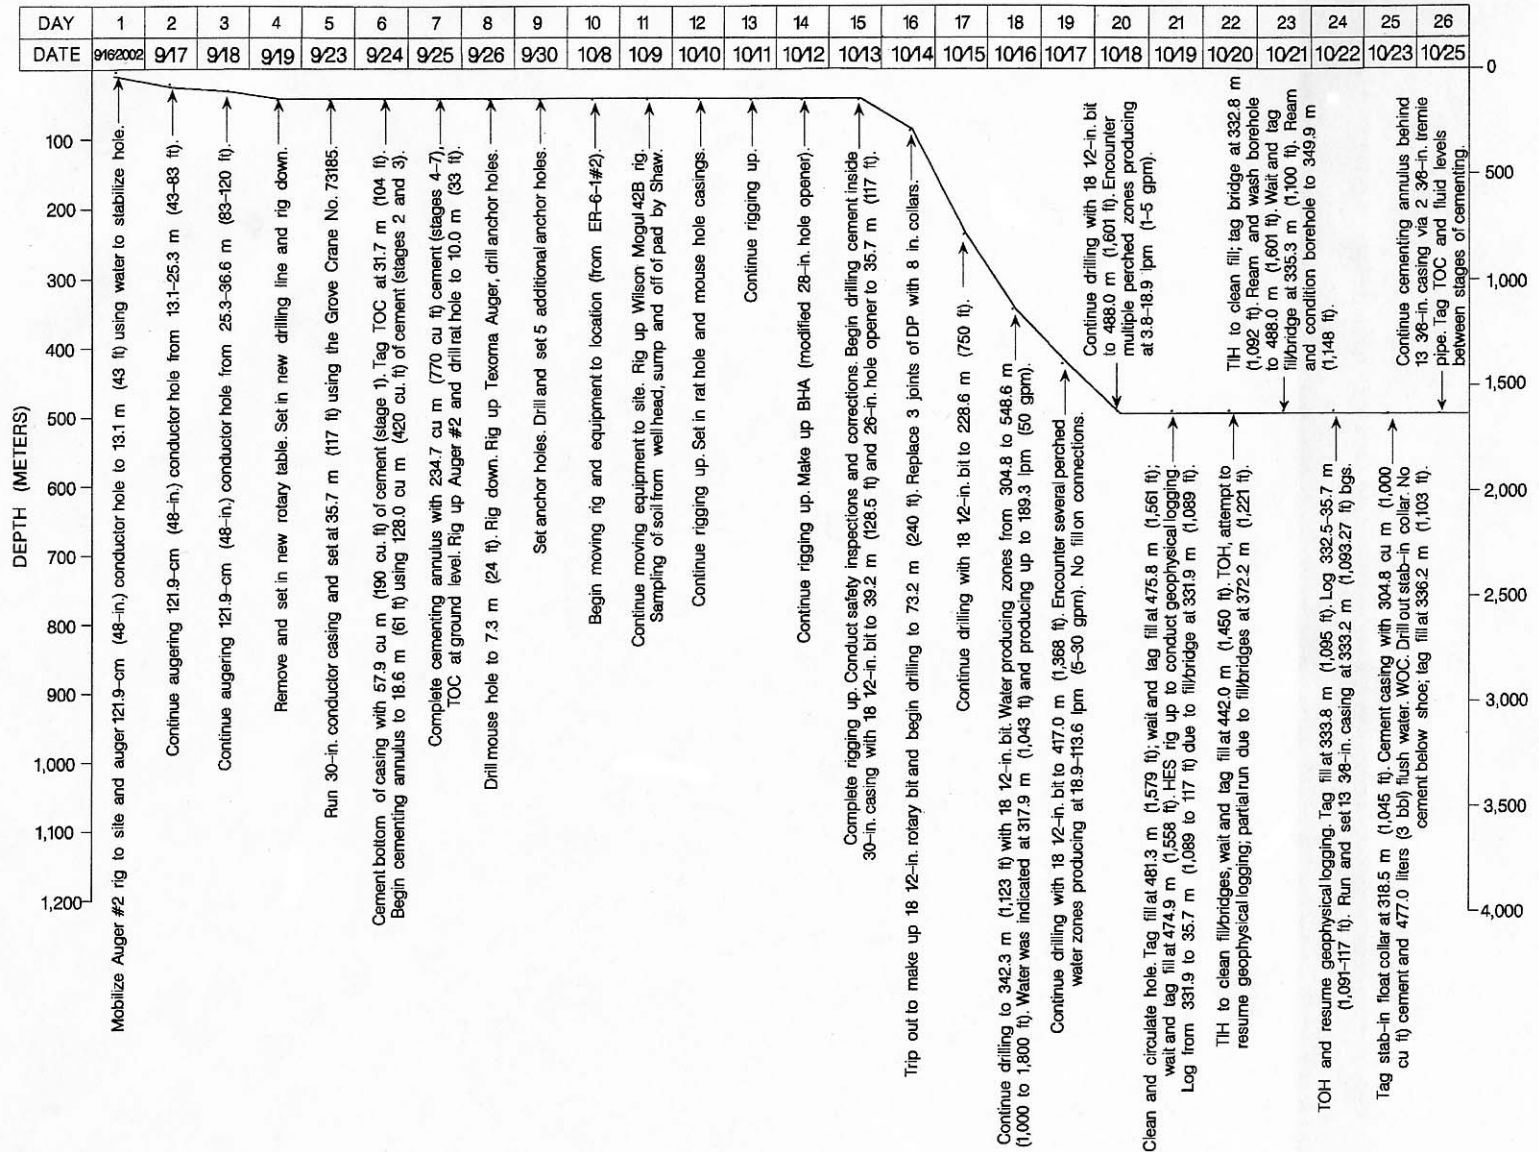 DAY 1 2 3 4 5 6 7 8 9 10 11 12 13 14 15 16 17 18 19 20 21 22 23 24 25 26
DATE 9/16/2002 9/17 9/18 9/19 9/23 9/24 9/25 9/26 9/30 10/8 10/9 10/10 10/11 10/12 10/13 10/14 10/15 10/16 10/17 10/18 10/19 10/20 10/21 10/22 10/23 10/25
DEPTH (METERS)
100
200
300
400
500
600
700
800
900
1,000
1,100
1,200
Mobilize Auger #2 rig to site and auger 121.9-cm (48-in.) conductor hole to 13.1 m (43 ft) using water to stabilize hole.
Continue augering 121.9-cm (48-in.) conductor hole from 13.1-25.3 m (43-83 ft).
Continue augering 121.9-cm (48-in.) conductor hole from 25.3-36.6 m (83-120 ft).
Remove and set in new rotary table. Set in new drilling line and rig down.
Run 30-in. conductor casing and set at 35.7 m (117 ft) using the Grove Crane No. 73185.
Cement bottom of casing with 57.9 cu m (190 cu. ft) of cement (stage 1). Tag TOC at 31.7 m (104 ft).
Begin cementing annulus to 18.6 m (61 ft) using 128.0 cu m (420 cu. ft) of cement (stages 2 and 3).
Complete cementing annulus with 234.7 cu m (770 cu ft) cement (stages 4-7),
TOC at ground level. Rig up Auger #2 and drill rat hole to 10.0 m (33 ft).
Drill mouse hole to 7.3 m (24 ft). Rig down. Rig up Texoma Auger, drill anchor holes.
Set anchor holes. Drill and set 5 additional anchor holes.
Begin moving rig and equipment to location (from ER-6-1#2).
Continue moving equipment to site. Rig up Wilson Mogul 42B rig.
Sampling of soil from well head, sump and off of pad by Shaw.
Continue rigging up. Set in rat hole and mouse hole casings.
Continue rigging up.
Continue rigging up. Make up BHA (modified 28-in. hole opener).
Complete rigging up. Conduct safety inspections and corrections. Begin drilling cement inside
30-in. casing with 18 1/2-in. bit to 39.2 m (128.5 ft) and 26-in. hole opener to 35.7 m (117 ft).
Trip out to make up 18 1/2-in. rotary bit and begin drilling to 73.2 m (240 ft). Replace 3 joints of DP with 8 in. collars.
Continue drilling with 18 1/2-in. bit to 228.6 m (750 ft).
Continue drilling to 342.3 m (1,123 ft) with 18 1/2-in. bit. Water producing zones from 304.8 to 548.6 m
(1,000 to 1,800 ft). Water was indicated at 317.9 m (1,043 ft) and producing up to 189.3 lpm (50 gpm).
Continue drilling with 18 1/2-in. bit to 417.0 m (1,368 ft). Encounter several perched
water zones producing at 18.9-113.6 lpm (5-30 gpm). No fill on connections.
Continue drilling with 18 1/2-in. bit
to 488.0 m (1,601 ft). Encounter
multiple perched zones producing
at 3.8-18.9 lpm (1-5 gpm).
Clean and circulate hole. Tag fill at 481.3 m (1,579 ft); wait and tag fill at 475.8 m (1,561 ft);
wait and tag fill at 474.9 m (1,558 ft). HES rig up to conduct geophysical logging.
Log from 331.9 to 35.7 m (1,089 to 117 ft) due to fill/bridge at 331.9 m (1,089 ft).
TIH to clean fill/bridges, wait and tag fill at 442.0 m (1,450 ft). TOH, attempt to
resume geophysical logging; partial run due to fill/bridges at 372.2 m (1,221 ft).
TIH to clean fill; tag bridge at 332.8 m
(1,092 ft). Ream and wash borehole
to 488.0 m (1,601 ft). Wait and tag
fill/bridge at 335.3 m (1,100 ft). Ream
and condition borehole to 349.9 m
(1,148 ft).
TOH and resume geophysical logging. Tag fill at 333.8 m (1,095 ft). Log 332.5-35.7 m
(1,091-117 ft). Run and set 13 3/8-in. casing at 333.2 m (1,093.27 ft) bgs.
Tag stab-in float collar at 318.5 m (1,045 ft). Cement casing with 304.8 cu m (1,000
cu ft) cement and 477.0 liters (3 bbl) flush water. WOC. Drill out stab-in collar. No
cement below shoe; tag fill at 336.2 m (1,103 ft).
Continue cementing annulus behind
13 3/8-in. casing via 2 3/8-in. tremie
pipe. Tag TOC and fluid levels
between stages of cementing.
0
500
1,000
1,500
2,000
2,500
3,000
3,500
4,000